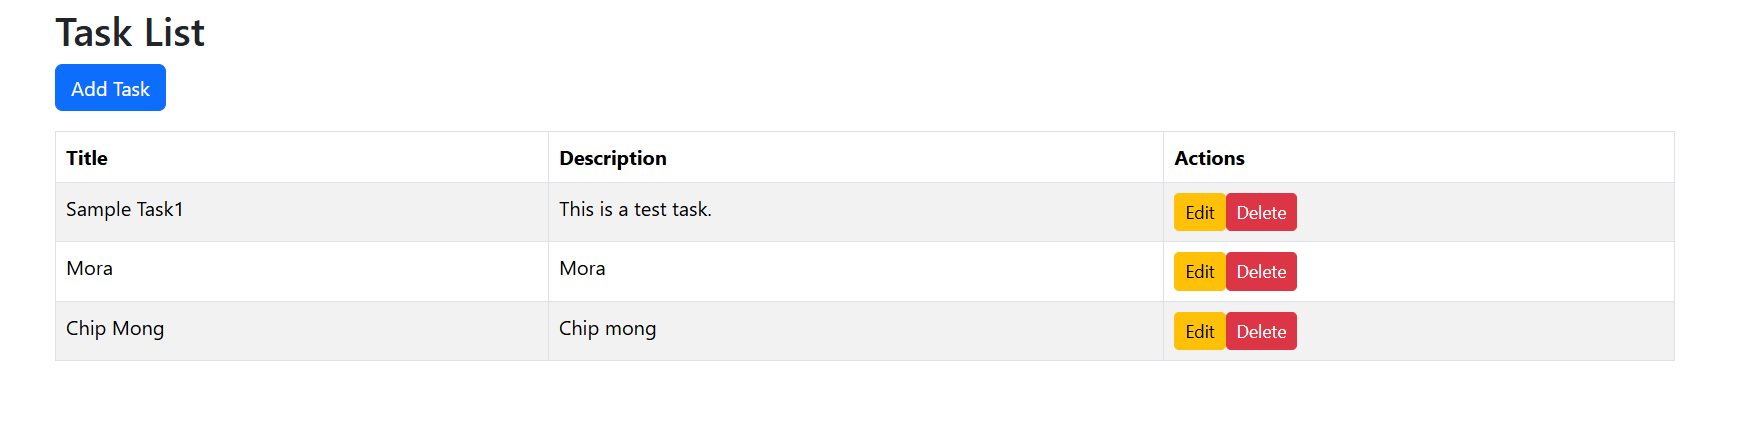 Task List
Add Task
Title Description Actions
Sample Task1 This is a test task. Edit Delete
Mora Mora Edit Delete
Chip Mong Chip mong Edit Delete